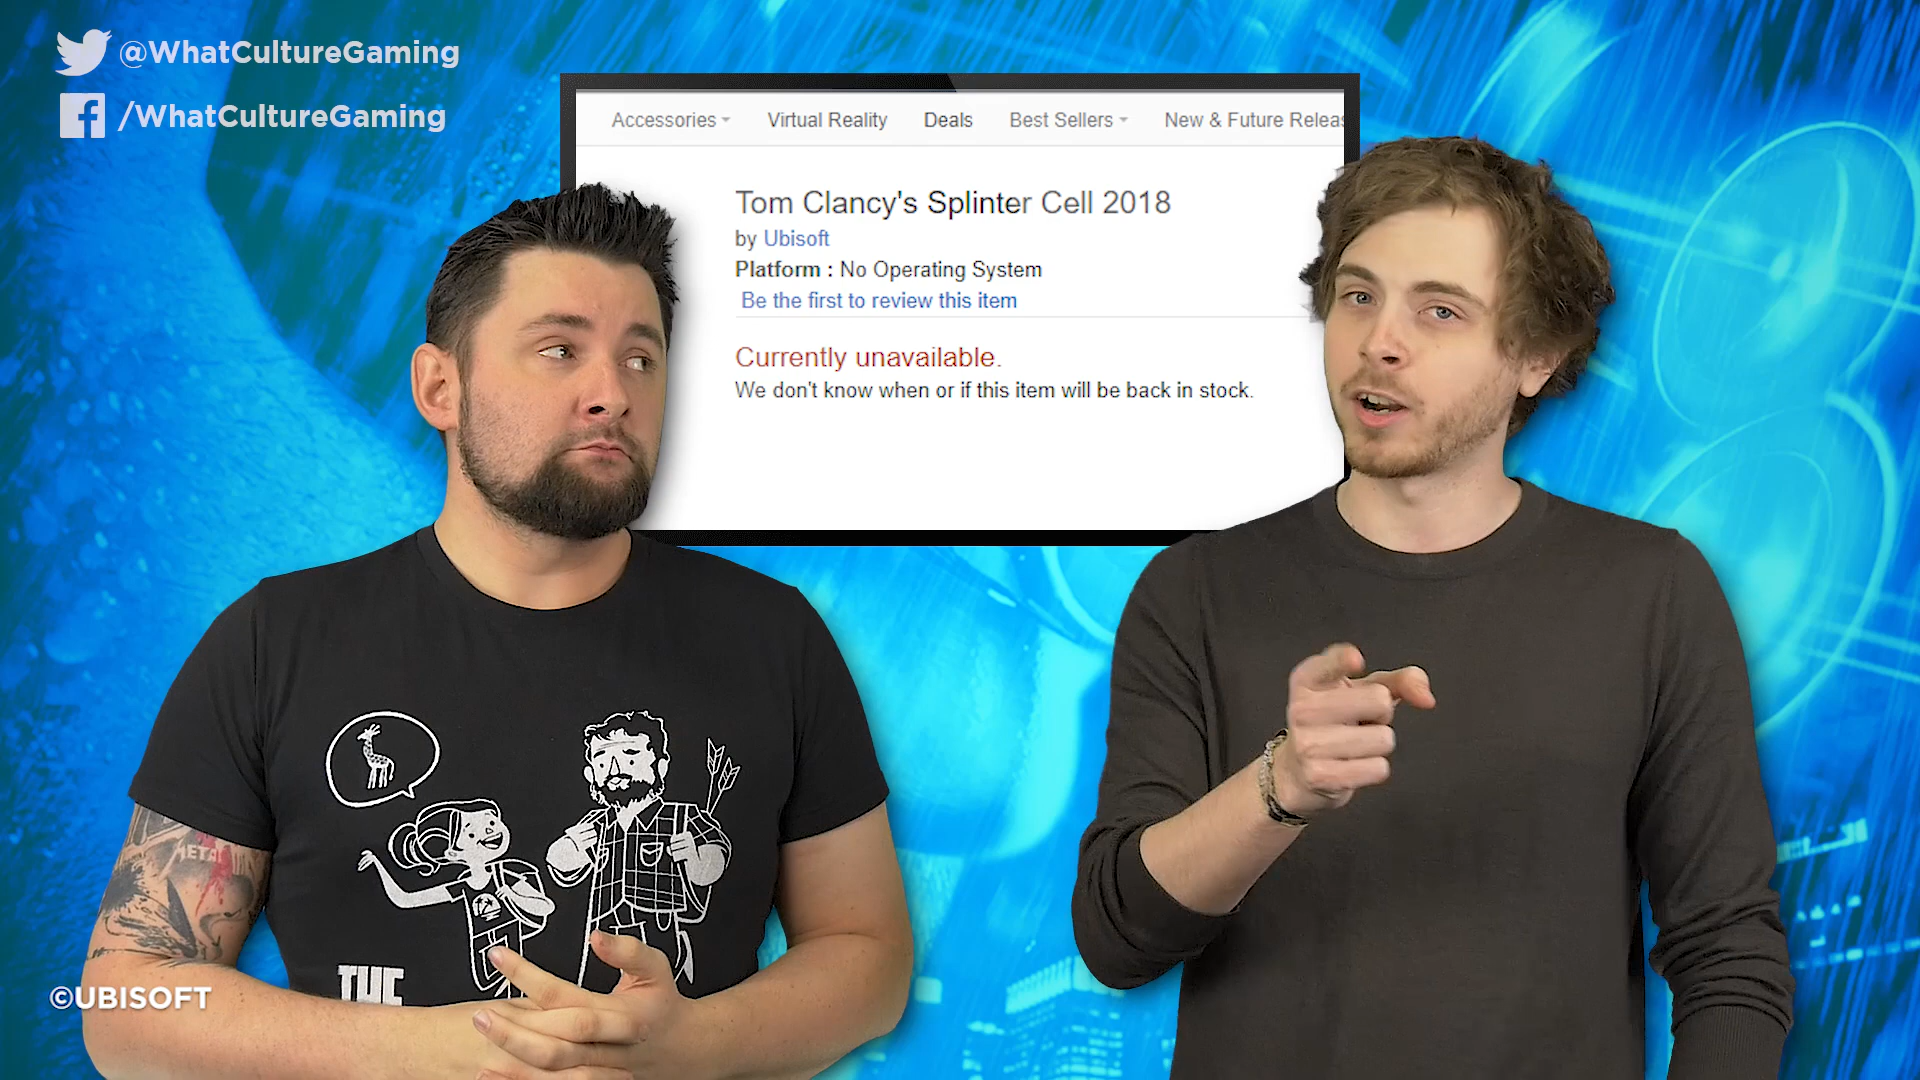 @WhatCultureGaming
/WhatCultureGaming
Accessories Virtual Reality Deals Best Sellers New & Future Releas
Tom Clancy's Splinter Cell 2018
by Ubisoft
Platform : No Operating System
Be the first to review this item
Currently unavailable.
We don't know when or if this item will be back in stock.
THE
©UBISOFT